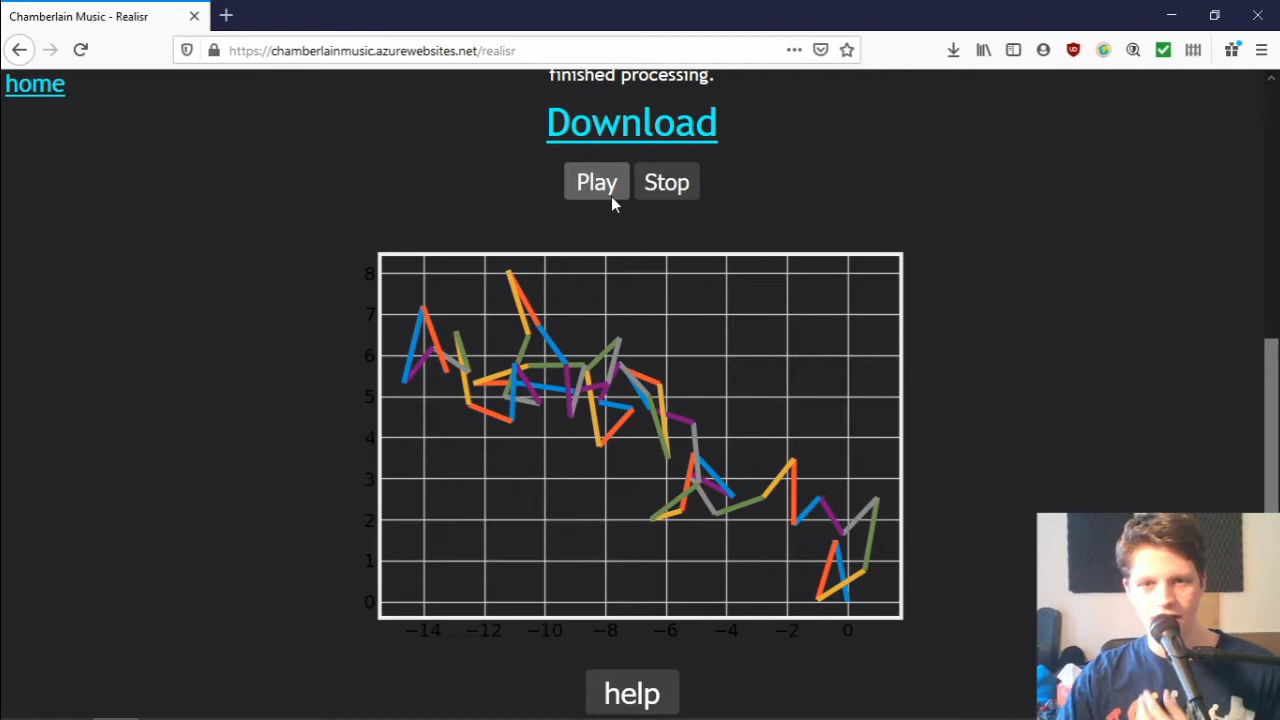 Chamberlain Music - Realisr
https://chamberlainmusic.azurewebsites.net/realisr
home
finished processing.
Download
Play Stop
8
7
6
5
4
3
2
1
0
−14 −12 −10 −8 −6 −4 −2 0
help